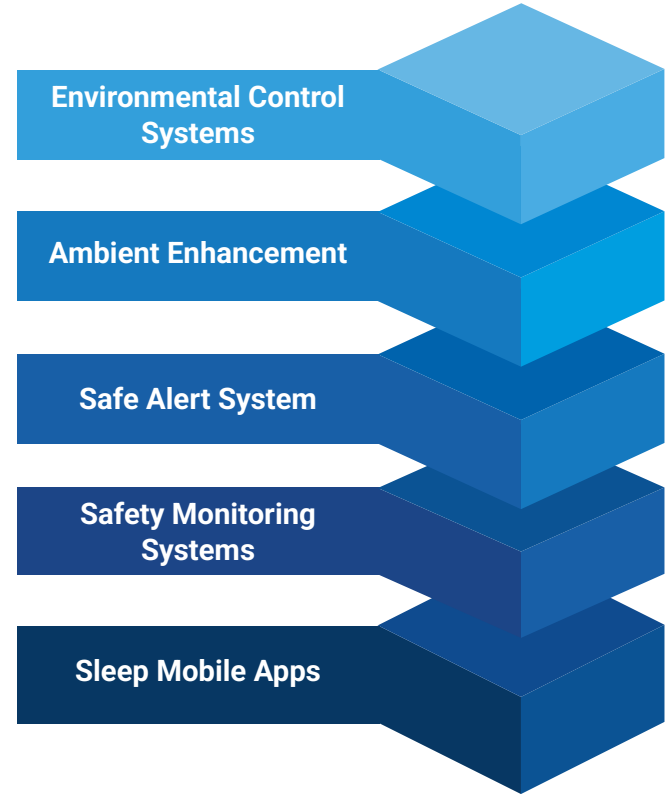 Environmental Control
Systems
Ambient Enhancement
Safe Alert System
Safety Monitoring
Systems
Sleep Mobile Apps